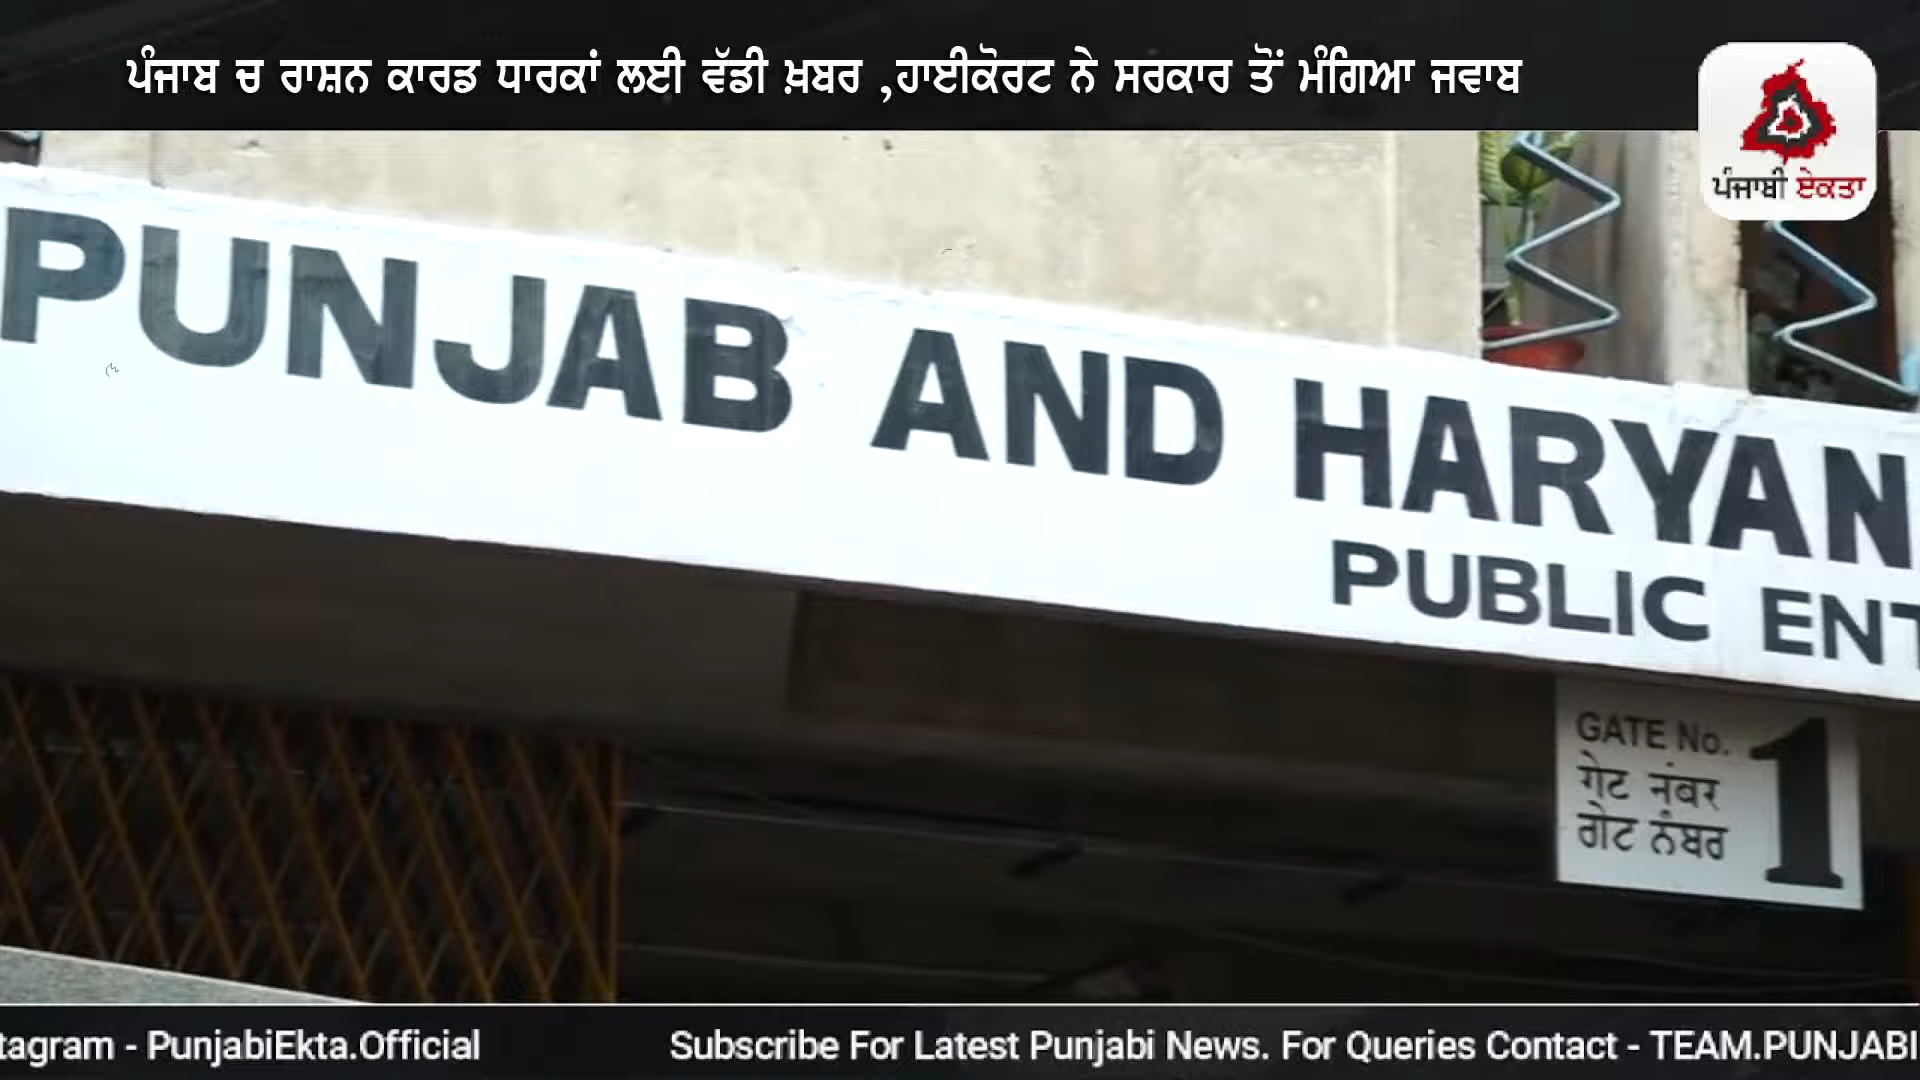 ਪੰਜਾਬ ਚ ਰਾਸ਼ਨ ਕਾਰਡ ਧਾਰਕਾਂ ਲਈ ਵੱਡੀ ਖ਼ਬਰ ,ਹਾਈਕੋਰਟ ਨੇ ਸਰਕਾਰ ਤੋਂ ਮੰਗਿਆ ਜਵਾਬ
ਪੰਜਾਬੀ ਏਕਤਾ
PUNJAB AND HARYAN
PUBLIC ENT
GATE No. 1
गेट नंबर
ਗੇਟ ਨੰਬਰ
tagram - PunjabiEkta.Official Subscribe For Latest Punjabi News. For Queries Contact - TEAM.PUNJABI